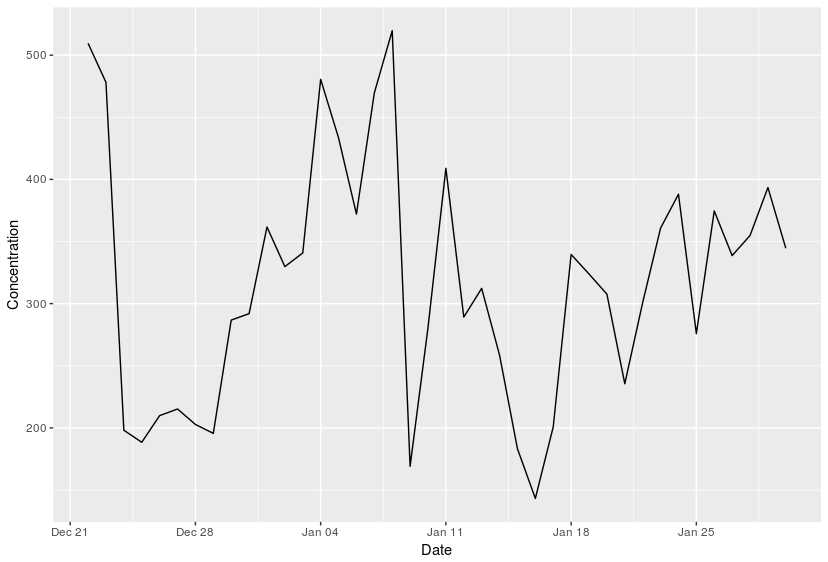 500
400
300
200
Concentration
Dec 21
Dec 28
Jan 04
Jan 11
Jan 18
Jan 25
Date